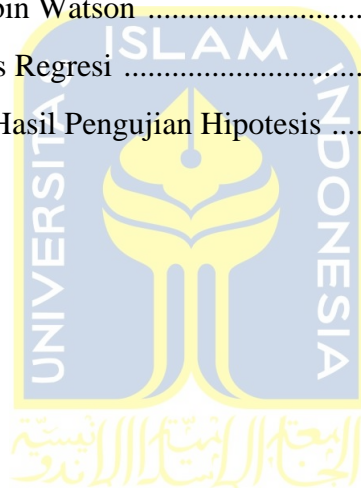 bin Watson ..............................
s Regresi .................................
Hasil Pengujian Hipotesis ....
ISLAM
UNIVERSITAS
INDONESIA